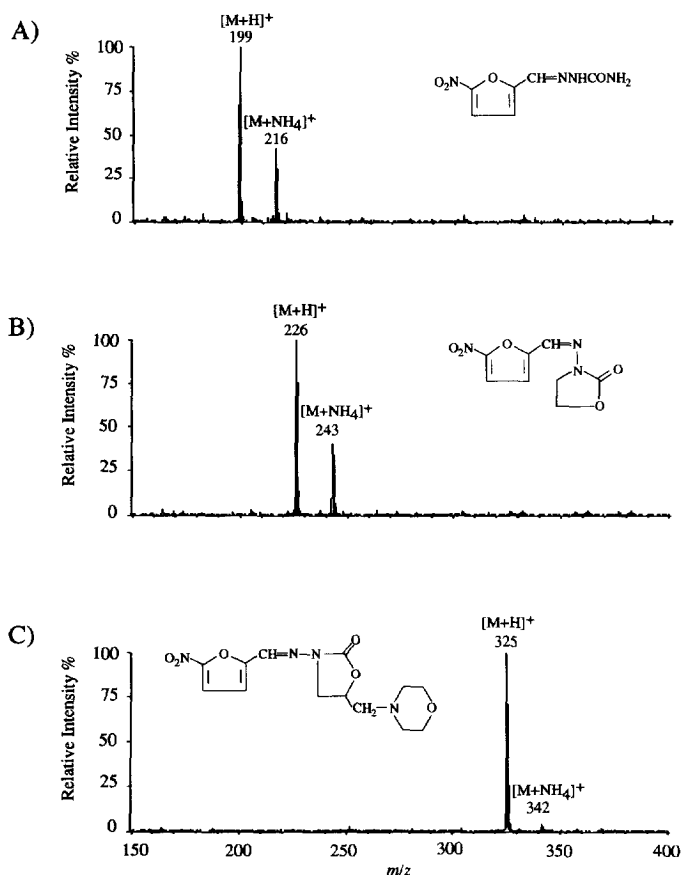 A)
Relative Intensity %
100
75
50
25
0
[M+H]+
199
[M+NH4]+
216
O2N
O
CH=NNHCONH2
B)
Relative Intensity %
100
75
50
25
0
[M+H]+
226
[M+NH4]+
243
O2N
O
CH=N
N
O
O
C)
Relative Intensity %
100
75
50
25
0
O2N
O
CH=N
N
O
O
CH2
N
O
[M+H]+
325
[M+NH4]+
342
150 200 250 300 350 400
m/z